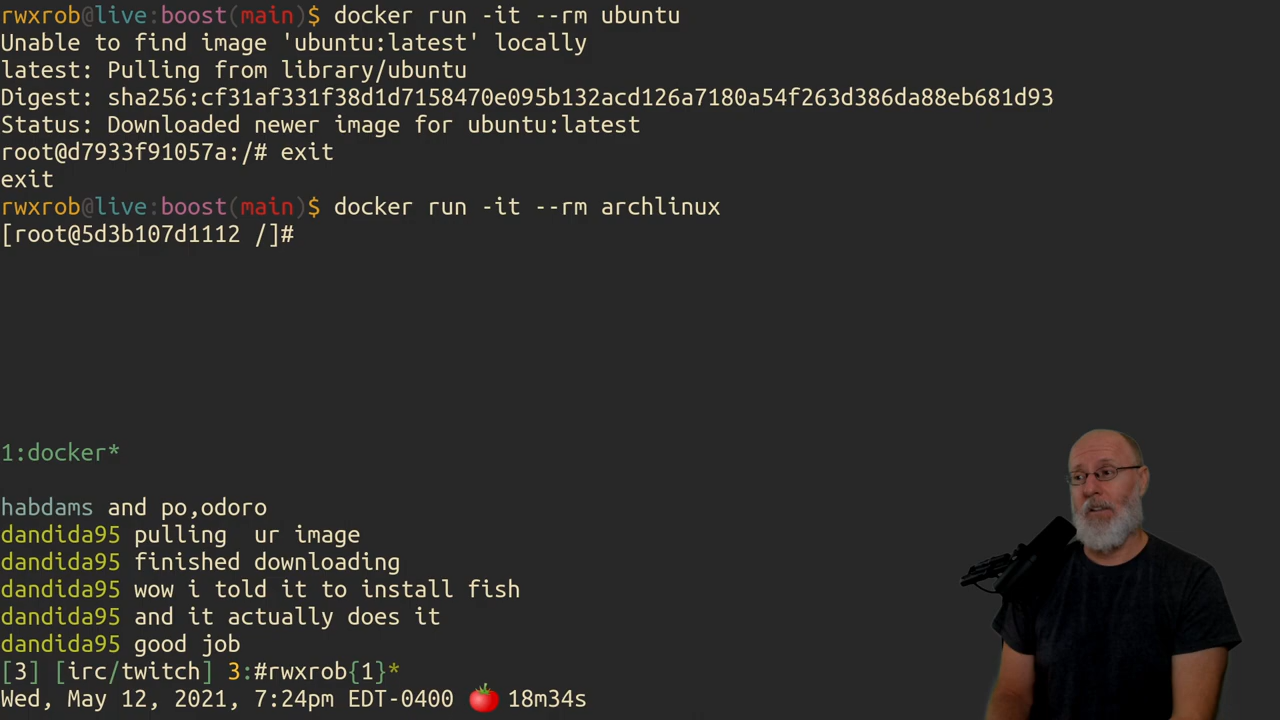 rwxrob@live:boost(main)$ docker run -it --rm ubuntu
Unable to find image 'ubuntu:latest' locally
latest: Pulling from library/ubuntu
Digest: sha256:cf31af331f38d1d7158470e095b132acd126a7180a54f263d386da88eb681d93
Status: Downloaded newer image for ubuntu:latest
root@d7933f91057a:/# exit
exit
rwxrob@live:boost(main)$ docker run -it --rm archlinux
[root@5d3b107d1112 /]#
1:docker*
habdams and po,odoro
dandida95 pulling  ur image
dandida95 finished downloading
dandida95 wow i told it to install fish
dandida95 and it actually does it
dandida95 good job
[3] [irc/twitch] 3:#rwxrob{1}*
Wed, May 12, 2021, 7:24pm EDT-0400 🍅 18m34s